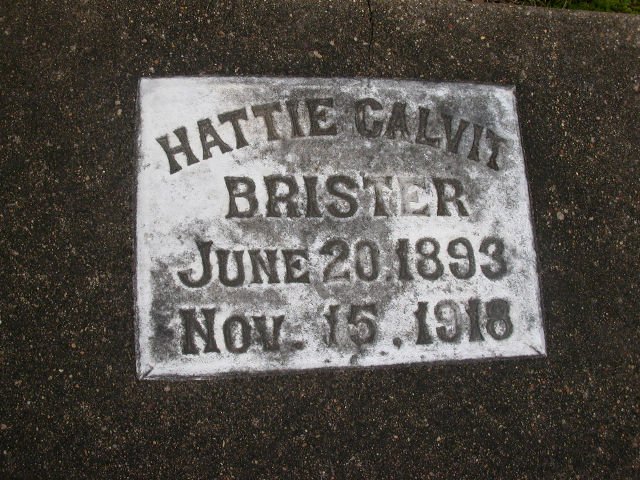 HATTIE CALVIT
BRISTER
JUNE 20. 1893
NOV. 15. 1918